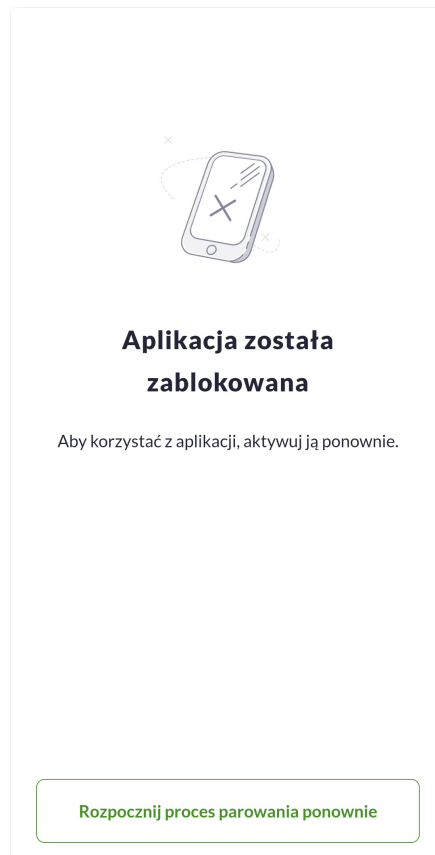 Aplikacja została
zablokowana
Aby korzystać z aplikacji, aktywuj ją ponownie.
Rozpocznij proces parowania ponownie